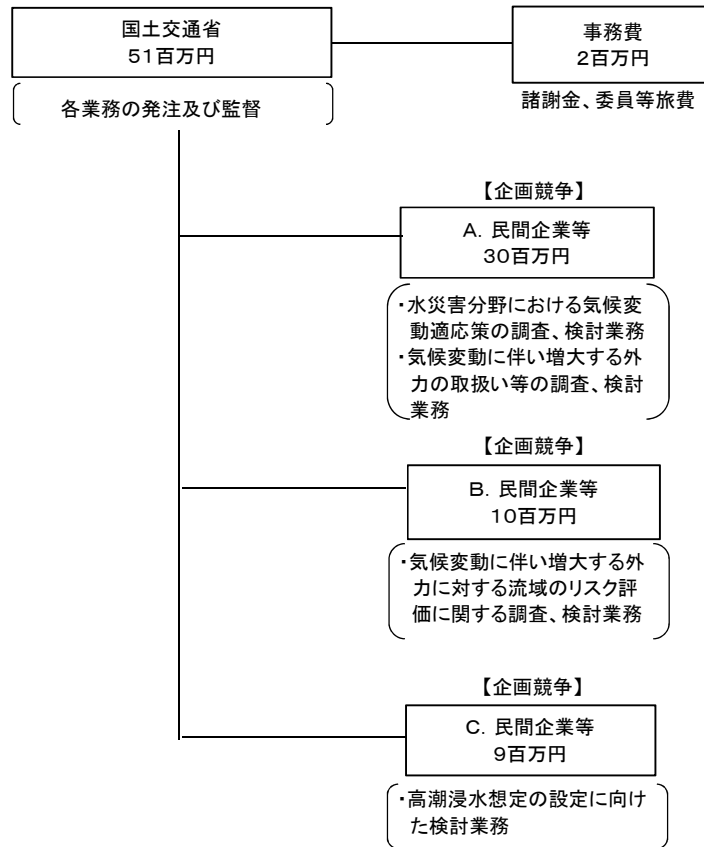 国土交通省
51百万円
事務費
2百万円
各業務の発注及び監督
諸謝金、委員等旅費
【企画競争】
A. 民間企業等
30百万円
・水災害分野における気候変
動適応策の調査、検討業務
・気候変動に伴い増大する外
力の取扱い等の調査、検討
業務
【企画競争】
B. 民間企業等
10百万円
・気候変動に伴い増大する外
力に対する流域のリスク評
価に関する調査、検討業務
【企画競争】
C. 民間企業等
9百万円
・高潮浸水想定の設定に向け
た検討業務